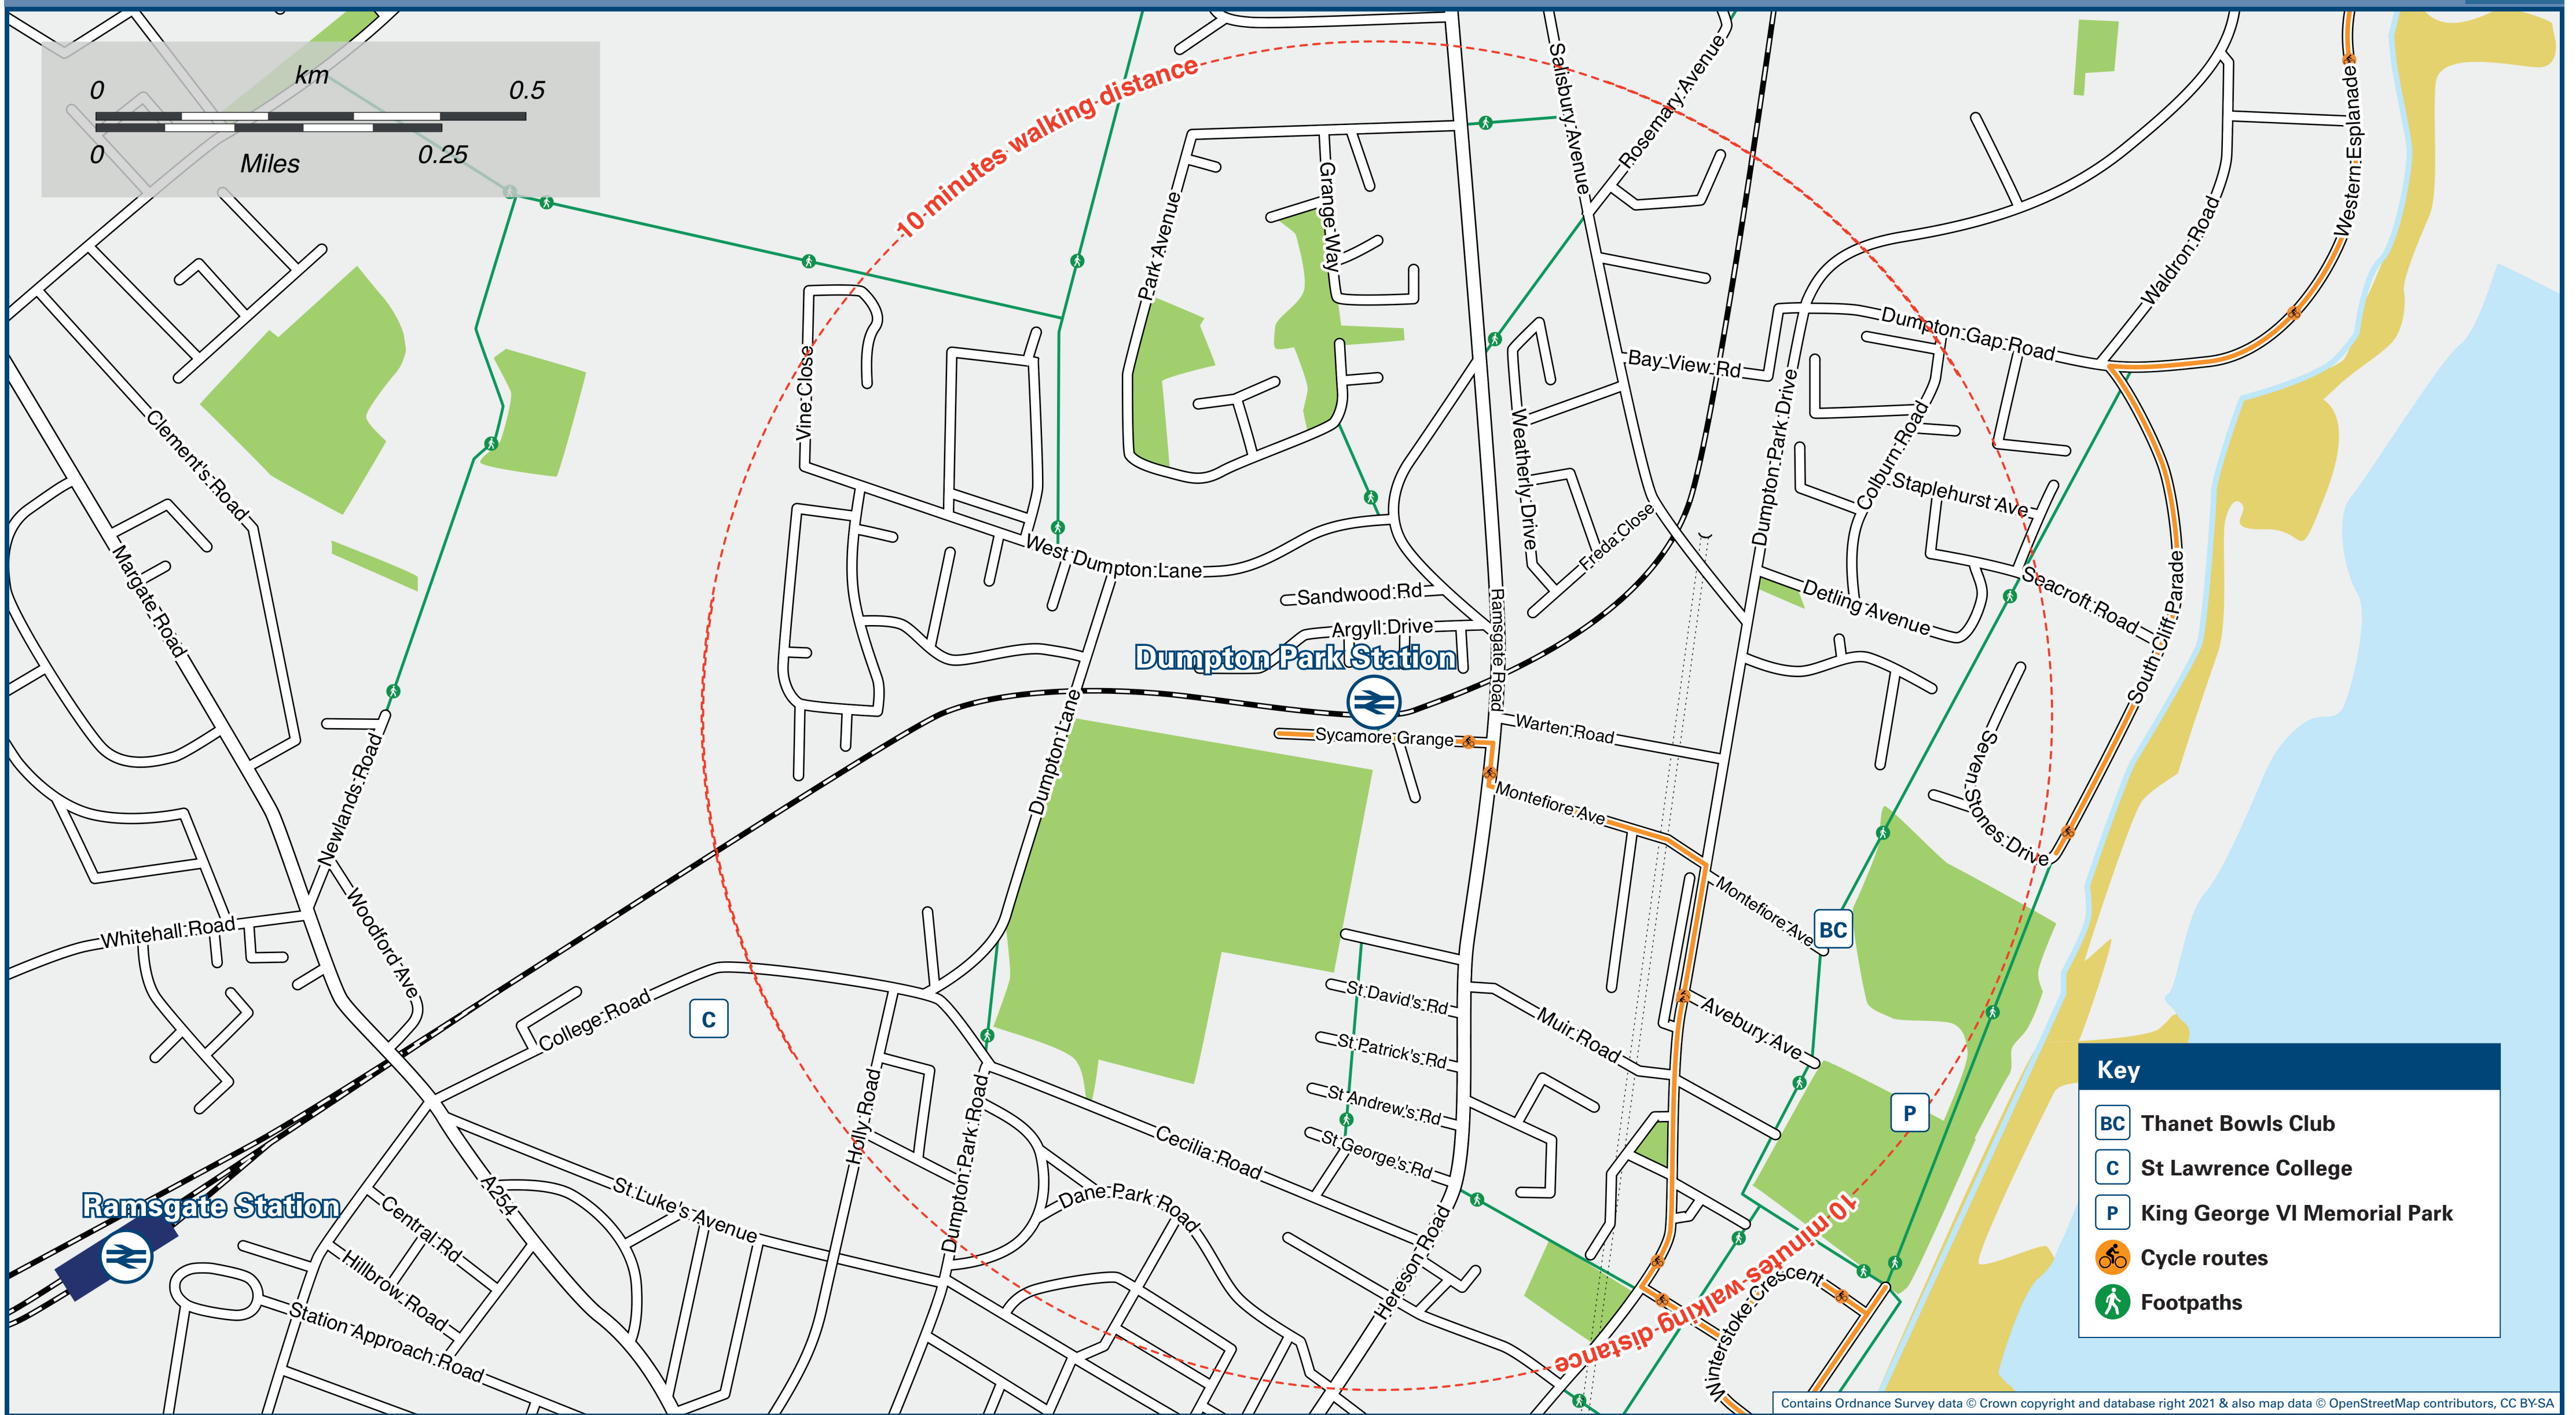 km
0
0.5
0
0.25
Miles
10 minutes walking distance
Salisbury Avenue
Rosemary Avenue
Western Esplanade
Park Avenue
Grange Way
Waldron Road
Vine Close
Dumpton Gap Road
Bay View Rd
Clement's Road
Weatherly Drive
Dumpton Park Drive
Colburn Road
Staplehurst Ave
Margate Road
West Dumpton Lane
Freda Close
Sandwood Rd
Ramsgate Road
Detling Avenue
Seacroft Road
South Cliff Parade
Argyll Drive
Dumpton Park Station
Newlands Road
Dumpton Lane
Sycamore Grange
Warten Road
Montefiore Ave
Seven Stones Drive
Whitehall Road
Woodford Ave
Montefiore Ave
BC
College Road
C
St David's Rd
Muir Road
Avebury Ave
St Patrick's Rd
St Andrew's Rd
P
St George's Rd
Holly Road
Dumpton Park Road
Cecilia Road
Ramsgate Station
A254
St Luke's Avenue
Dane Park Road
Central Rd
Hillbrow Road
Station Approach Road
Hereson Road
10 minutes walking distance
Winterstoke Crescent
Key
BC Thanet Bowls Club
C St Lawrence College
P King George VI Memorial Park
Cycle routes
Footpaths
Contains Ordnance Survey data © Crown copyright and database right 2021 & also map data © OpenStreetMap contributors, CC BY-SA